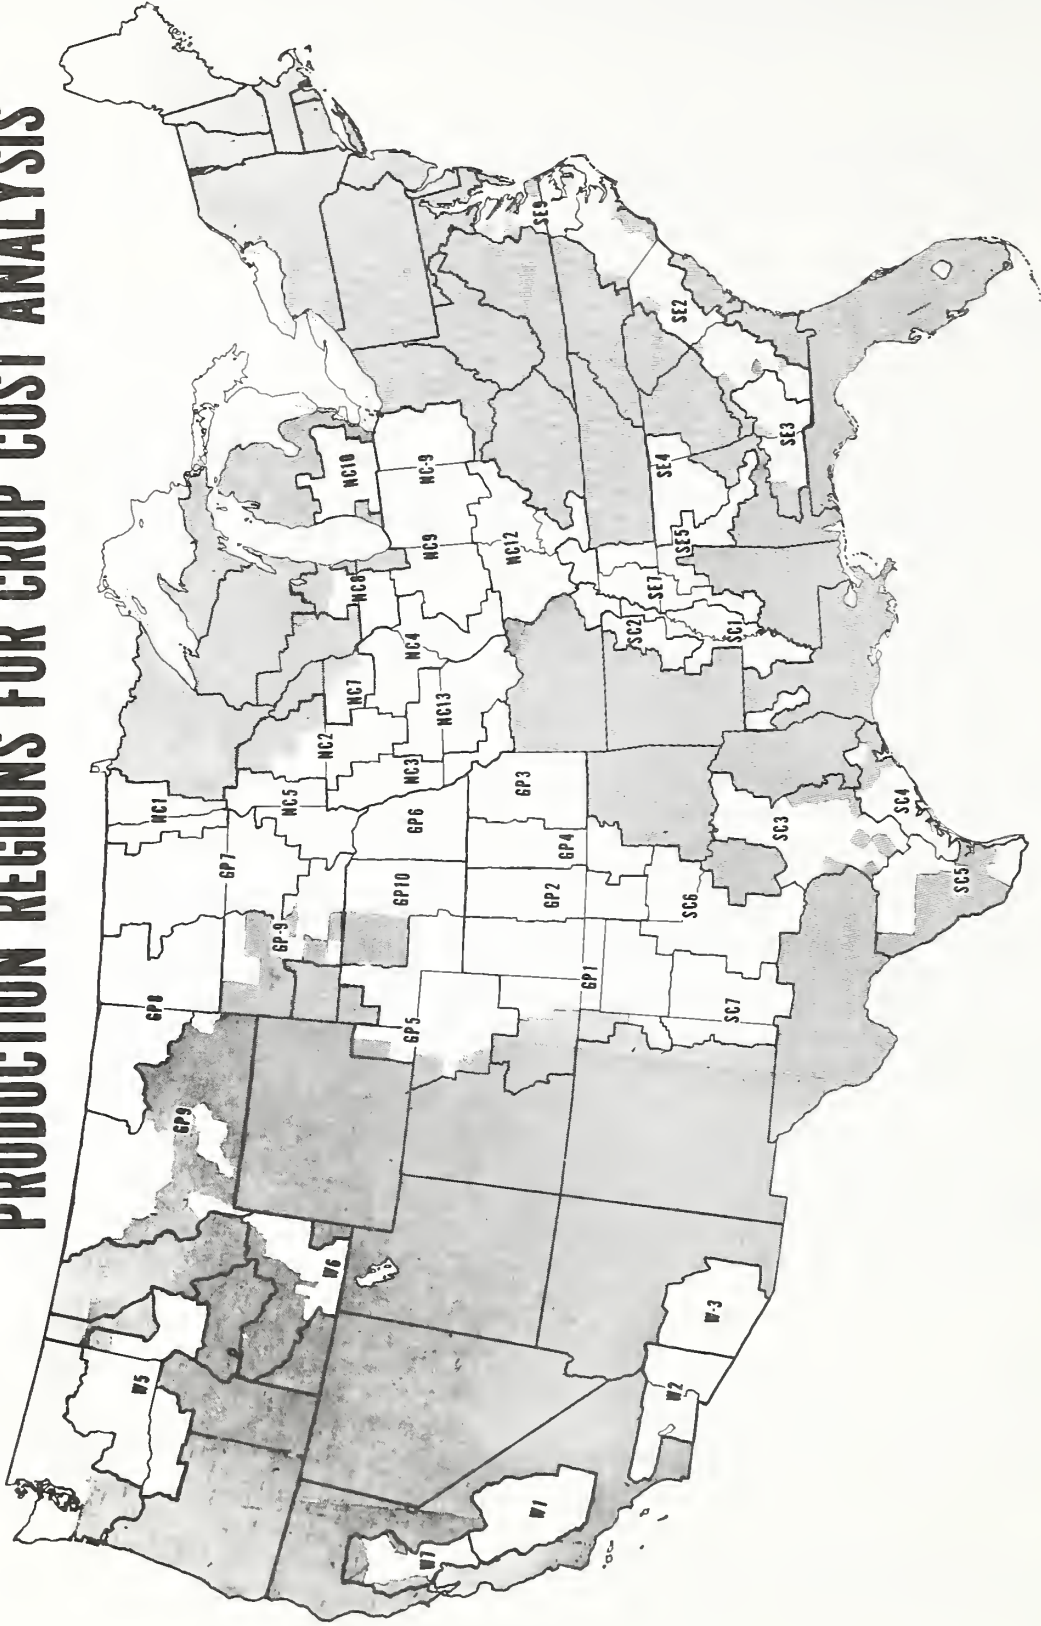 PRODUCTION REGIONS FOR CROP COST ANALYSIS
W5
W6
GP9
GP8
NC1
GP7
GP-9
NC5
NC2
NC7
NC8
NC10
NC3
NC13
NC4
NC9
NC-9
NC12
GP5
GP10
GP6
GP1
GP2
GP4
GP3
W7
W1
W2
W-3
SC7
SC6
SC3
SC4
SC5
SC2
SC1
SE7
SE5
SE4
SE3
SE2
SE9